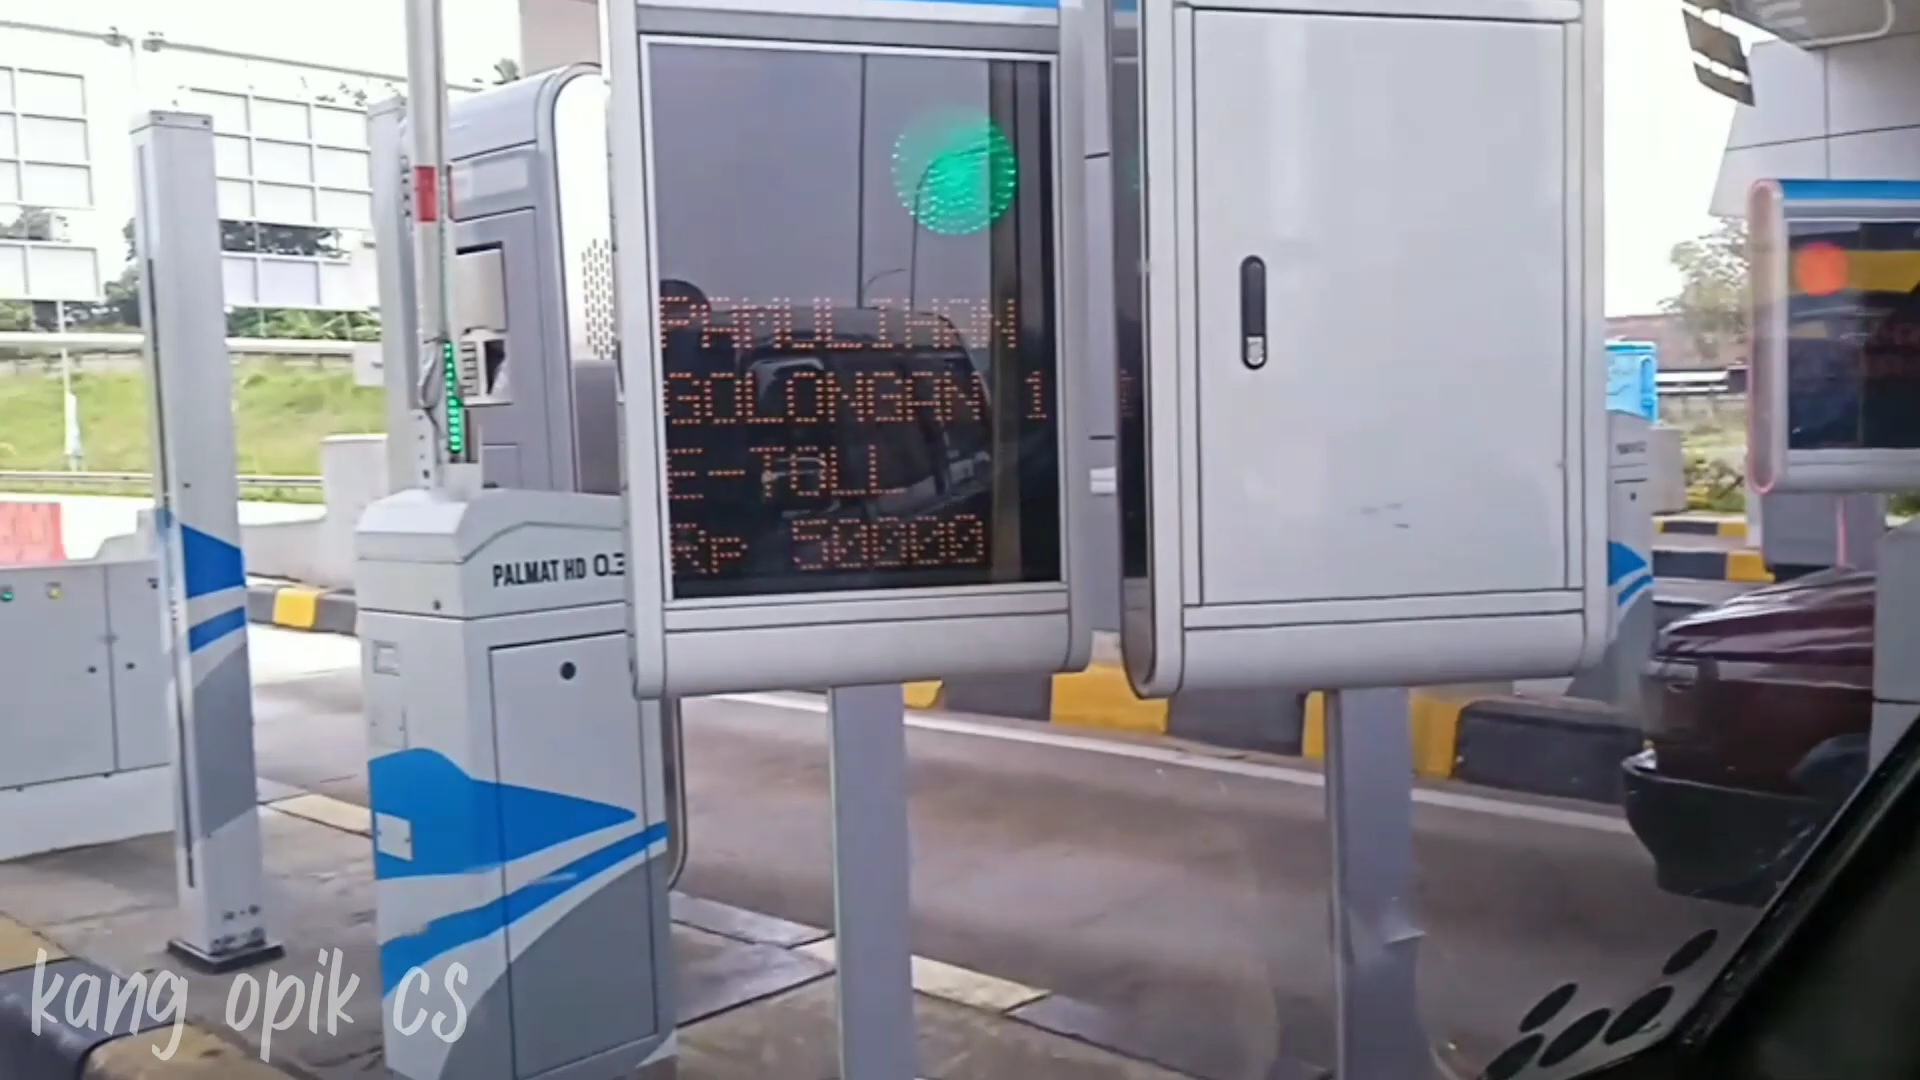 PAMULIHAN
GOLONGAN 1
E-TOLL
Rp 50000
PALMAT HD 0.3
kang opik CS